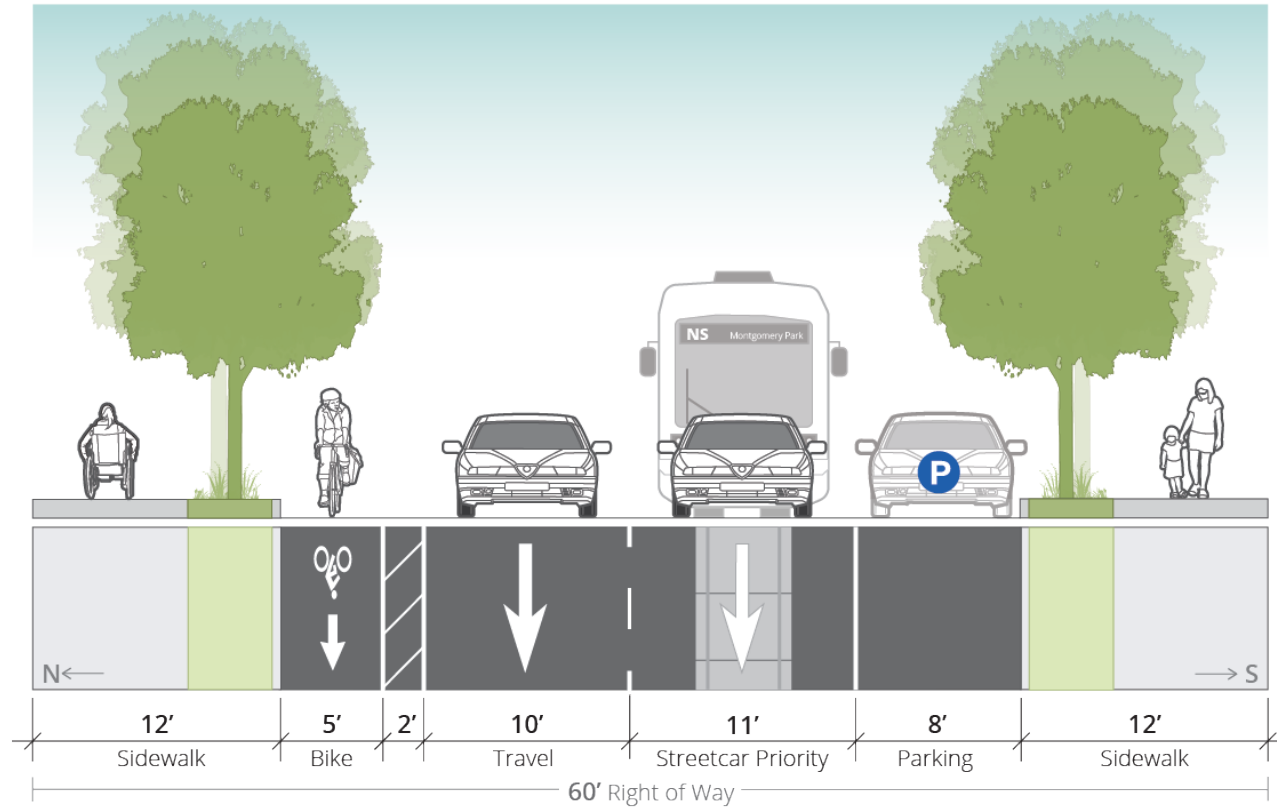 NS Montgomery Park
P
N
S
12’ 5’ 2’ 10’ 11’ 8’ 12’
Sidewalk Bike Travel Streetcar Priority Parking Sidewalk
60’ Right of Way